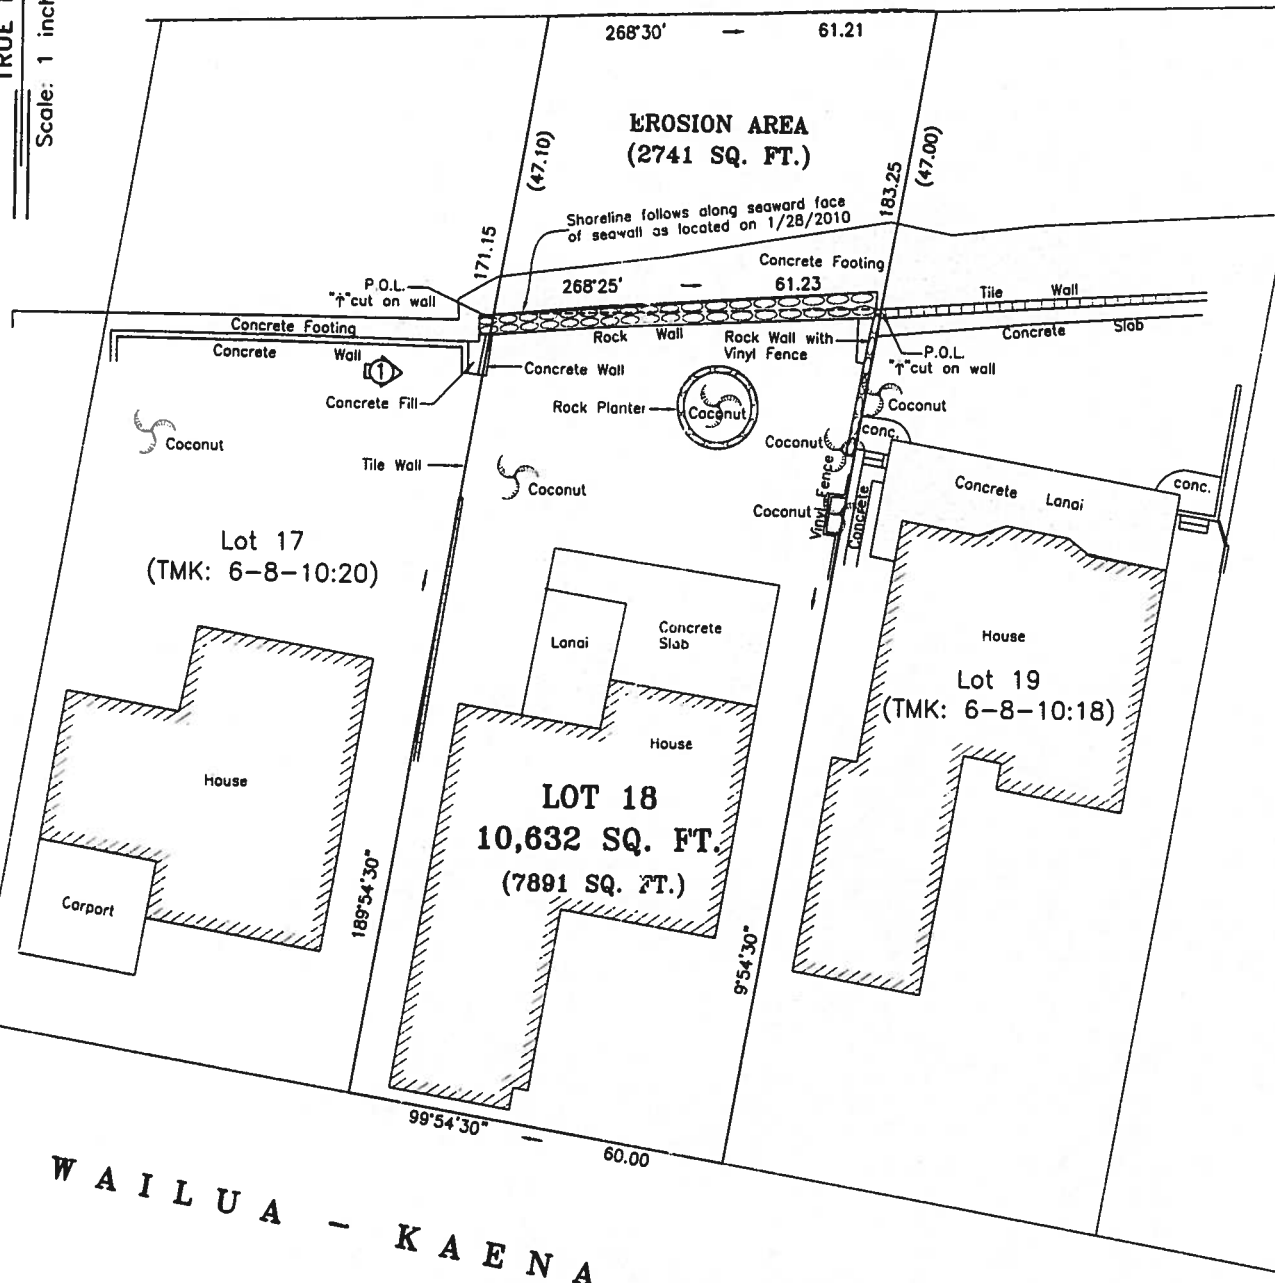 TRUE
Scale: 1 inch
268°30' 61.21
EROSION AREA
(2741 SQ. FT.)
(47.10)
183.25
(47.00)
171.15
Shoreline follows along seaward face
of seawall as located on 1/28/2010
Concrete Footing
268°25' 61.23
P.O.L.
"↑"cut on wall
Tile Wall
Concrete Footing
Concrete Wall
1
Rock Wall
Rock Wall with
Vinyl Fence
Concrete Slab
P.O.L.
"↑"cut on wall
Concrete Wall
Concrete Fill
Rock Planter
Coconut
Coconut
Coconut
Coconut
conc.
Tile Wall
Coconut
Coconut
Vinyl Fence
Concrete
Concrete Lanai
conc.
Lot 17
(TMK: 6-8-10:20)
Lanai
Concrete
Slab
House
Lot 19
(TMK: 6-8-10:18)
House
House
LOT 18
10,632 SQ. FT.
(7891 SQ. FT.)
Carport
189°54'30"
9°54'30"
99°54'30" 60.00
WAILUA - KAENA